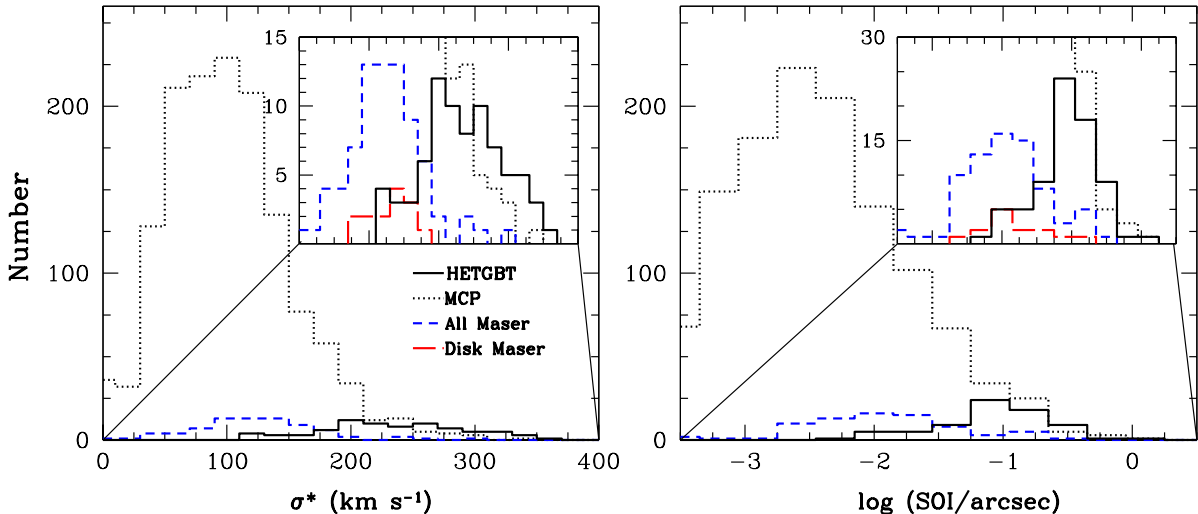 Number
200
100
0
0
100
200
300
400
σ* (km s⁻¹)
15
10
5
HETGBT
MCP
All Maser
Disk Maser
200
100
0
-3
-2
-1
0
log (SOI/arcsec)
30
15